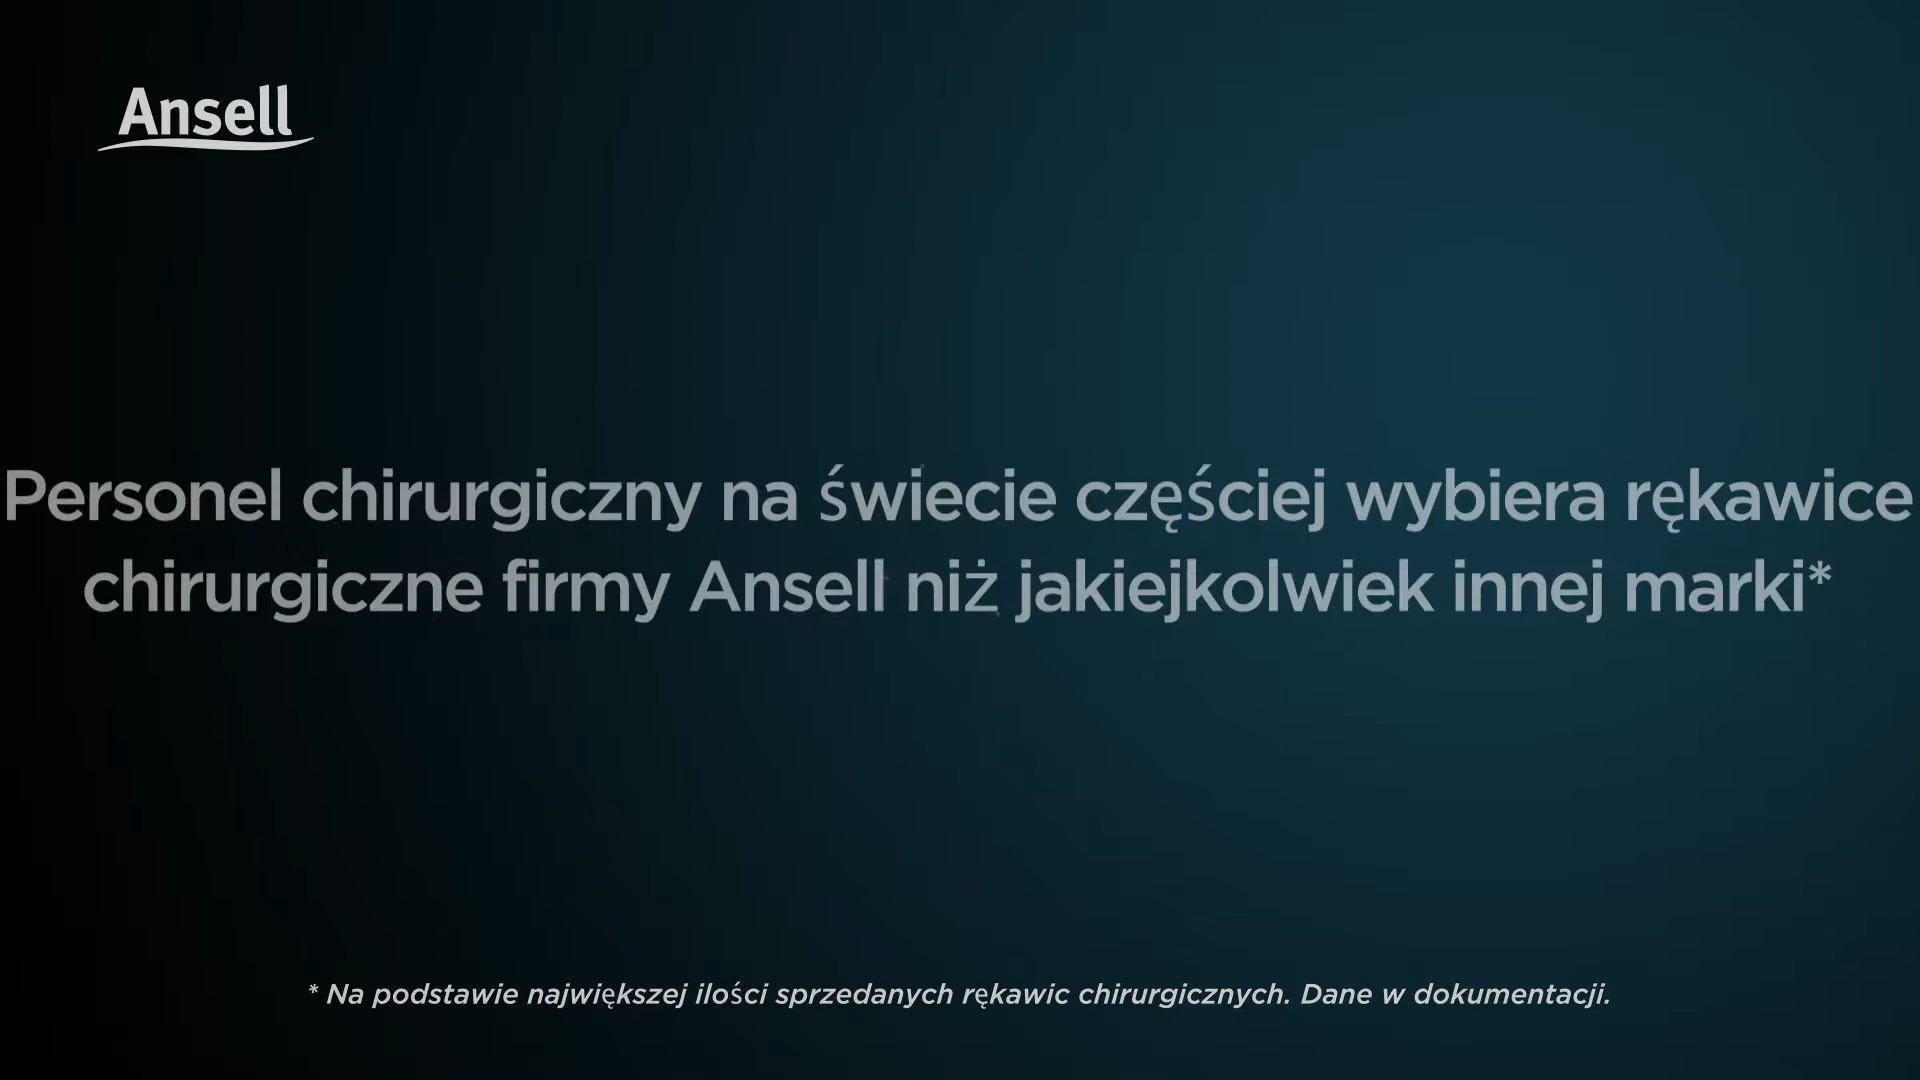 Ansell
Personel chirurgiczny na świecie częściej wybiera rękawice
chirurgiczne firmy Ansell niż jakiejkolwiek innej marki*
* Na podstawie największej ilości sprzedanych rękawic chirurgicznych. Dane w dokumentacji.